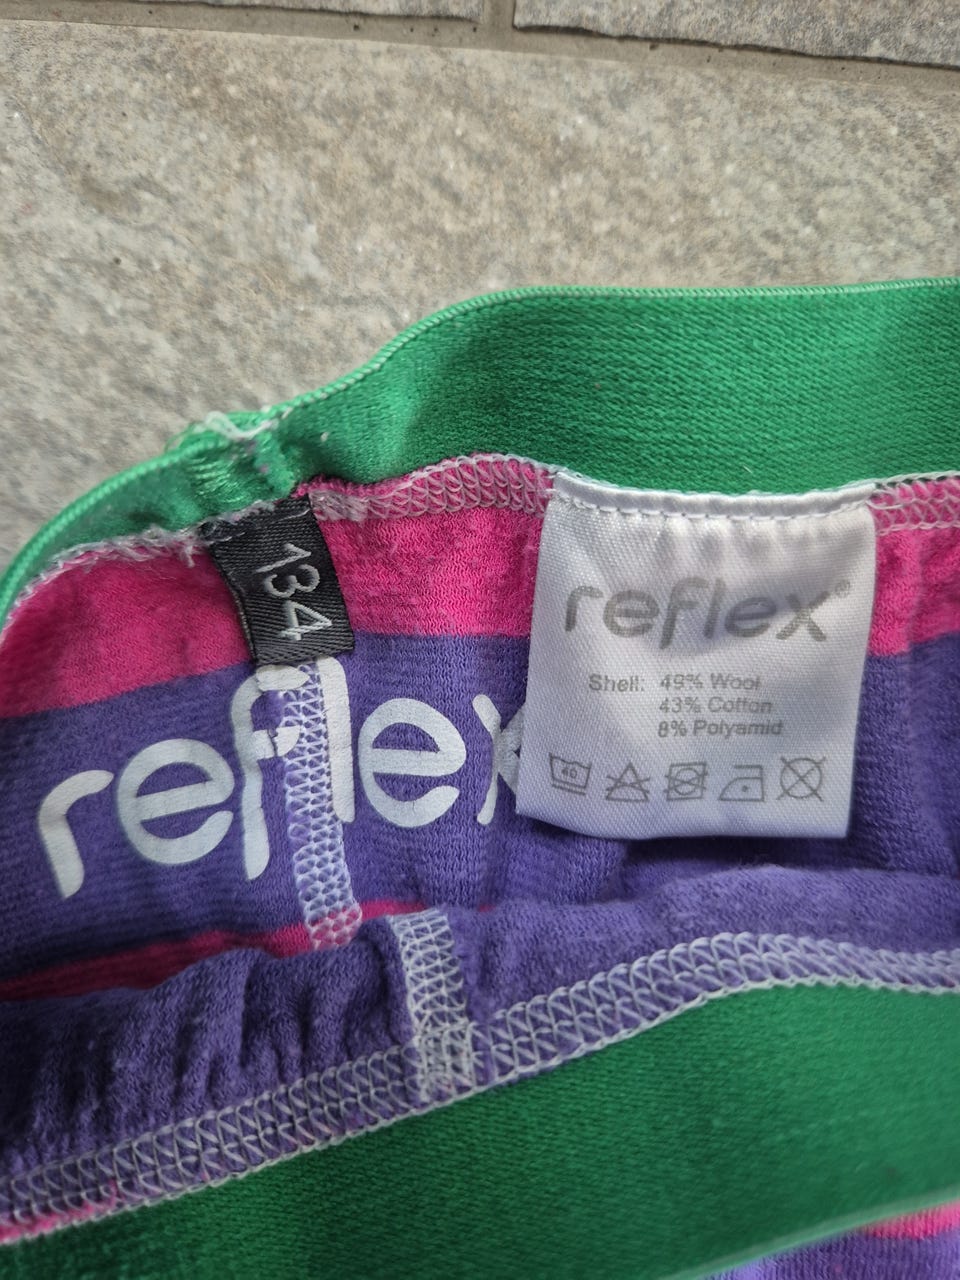 134
reflex
reflex®
Shell: 49% Wool
43% Cotton
8% Polyamid
40